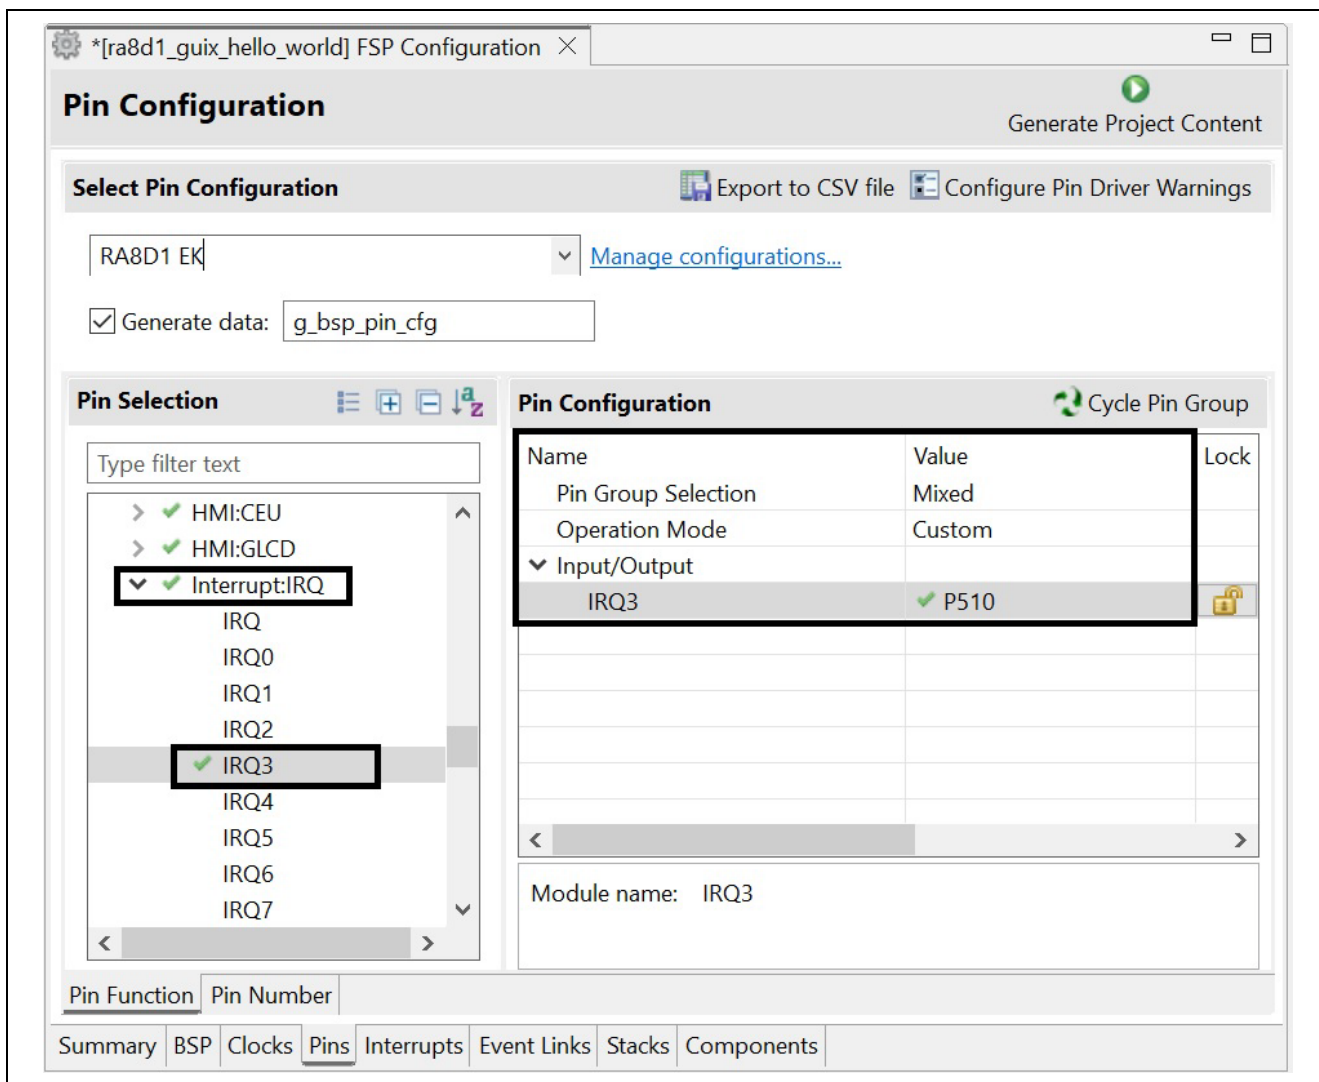 *[ra8d1_guix_hello_world] FSP Configuration
Pin Configuration
Generate Project Content
Select Pin Configuration
Export to CSV file
Configure Pin Driver Warnings
RA8D1 EK
Manage configurations...
Generate data:
g_bsp_pin_cfg
Pin Selection
Type filter text
HMI:CEU
HMI:GLCD
Interrupt:IRQ
IRQ
IRQ0
IRQ1
IRQ2
IRQ3
IRQ4
IRQ5
IRQ6
IRQ7
Pin Configuration
Cycle Pin Group
Name Value Lock
Pin Group Selection Mixed
Operation Mode Custom
Input/Output
IRQ3 P510
Module name: IRQ3
Pin Function Pin Number
Summary BSP Clocks Pins Interrupts Event Links Stacks Components